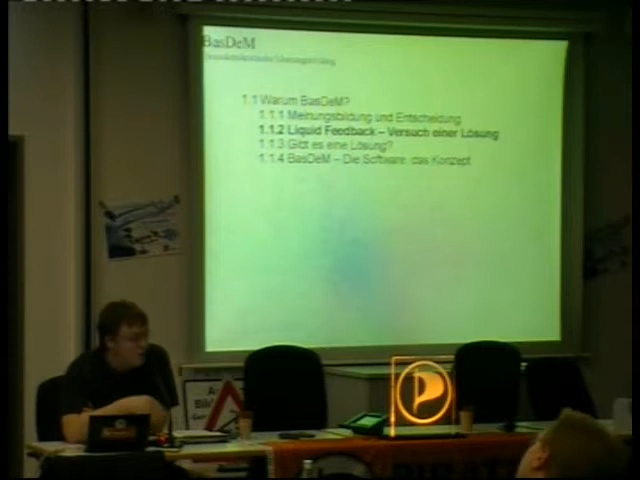 BasDeM
1.1 Warum BasDeM?
1.1.1 Meinungsbildung und Entscheidung
1.1.2 Liquid Feedback – Versuch einer Lösung
1.1.3 Gibt es eine Lösung?
1.1.4 BasDeM – Die Software, das Konzept